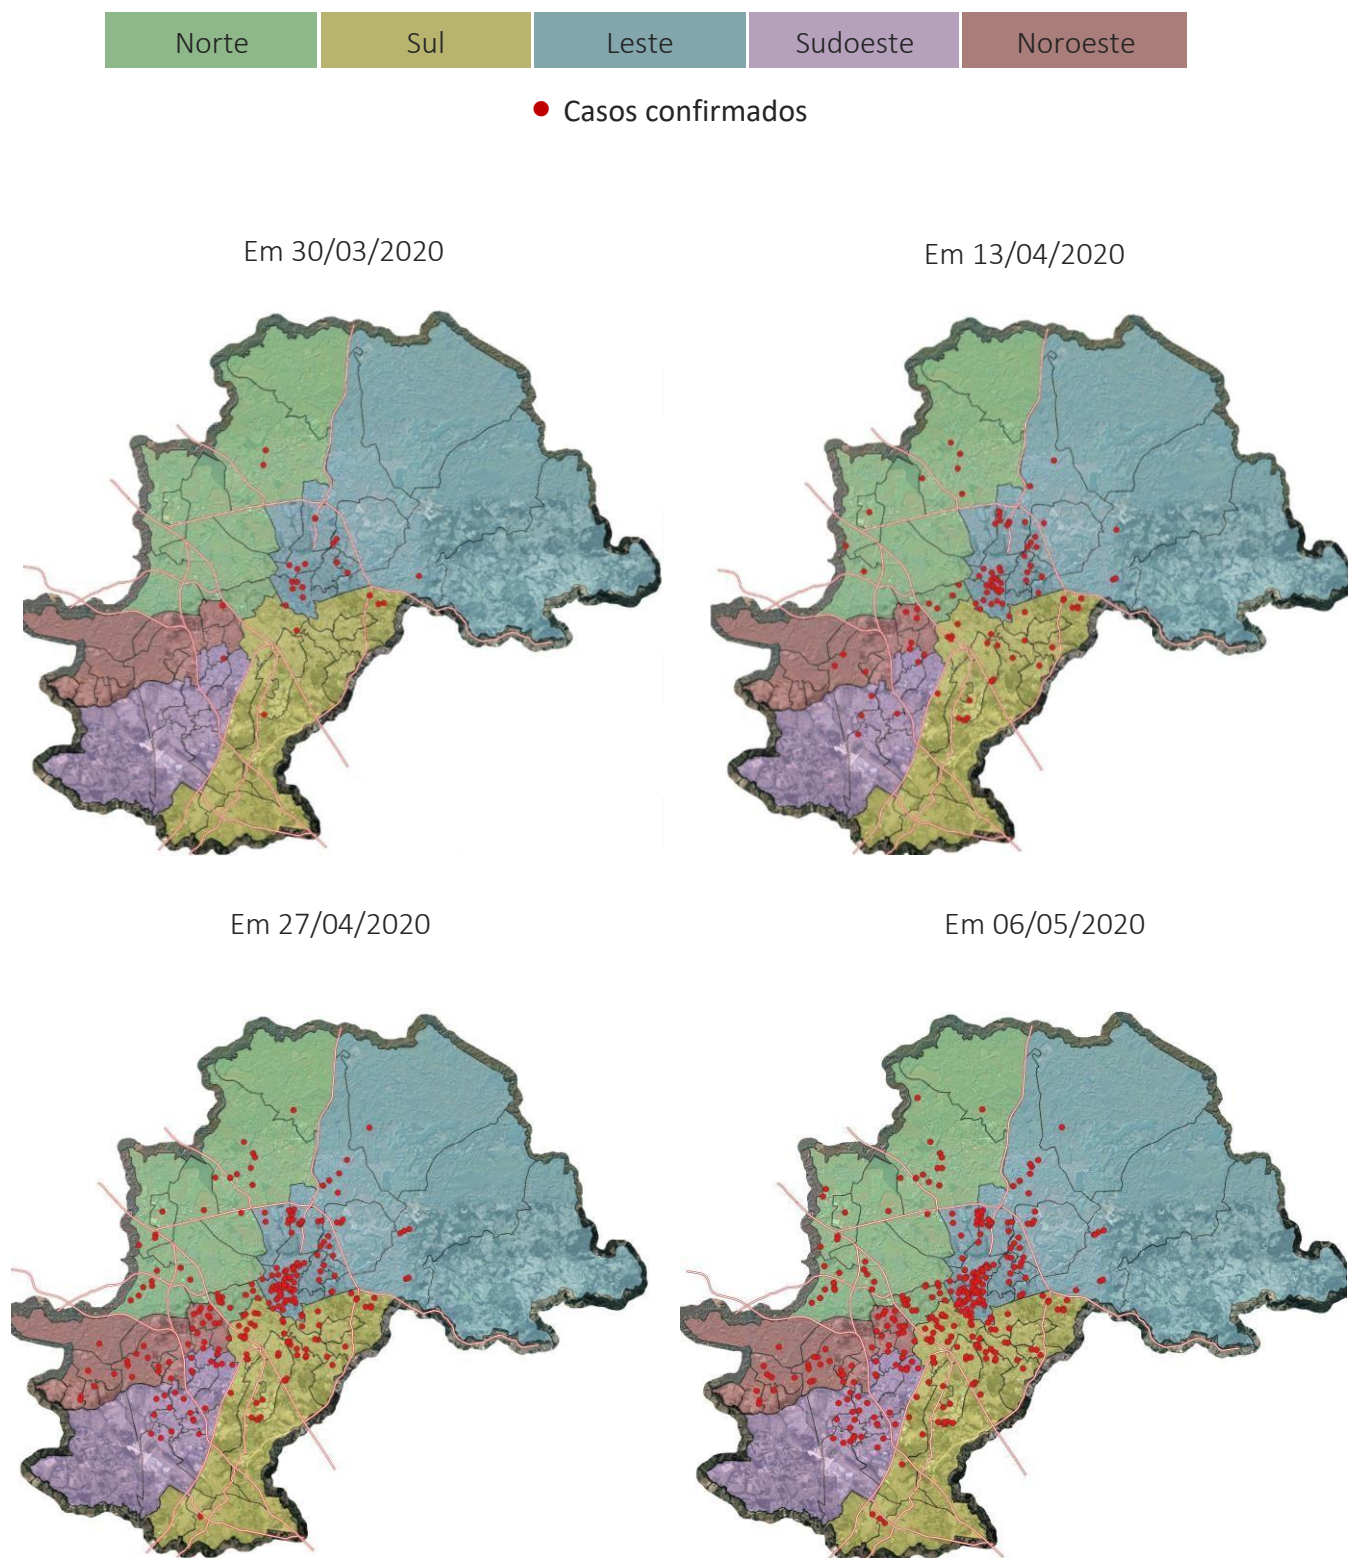 Norte Sul Leste Sudoeste Noroeste
Casos confirmados
Em 30/03/2020
Em 13/04/2020
Em 27/04/2020
Em 06/05/2020